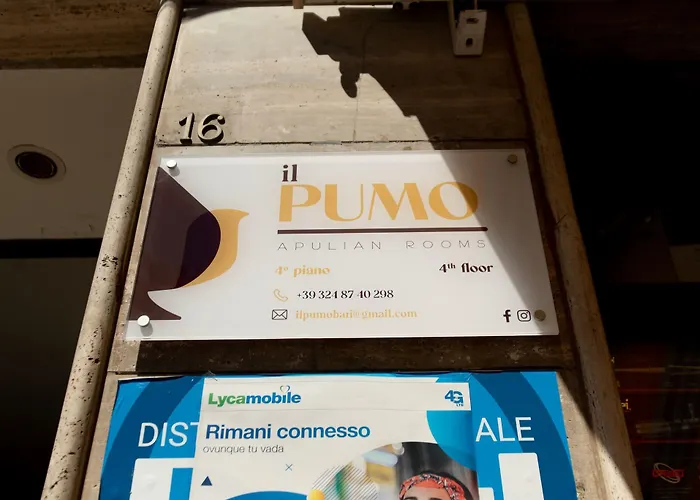 16
il
PUMO
APULIAN ROOMS
4° piano
4th floor
+39 324 87 40 298
ilpumobari@gmail.com
Lycamobile
4G
LTE
DIST
ALE
Rimani connesso
ovunque tu vada